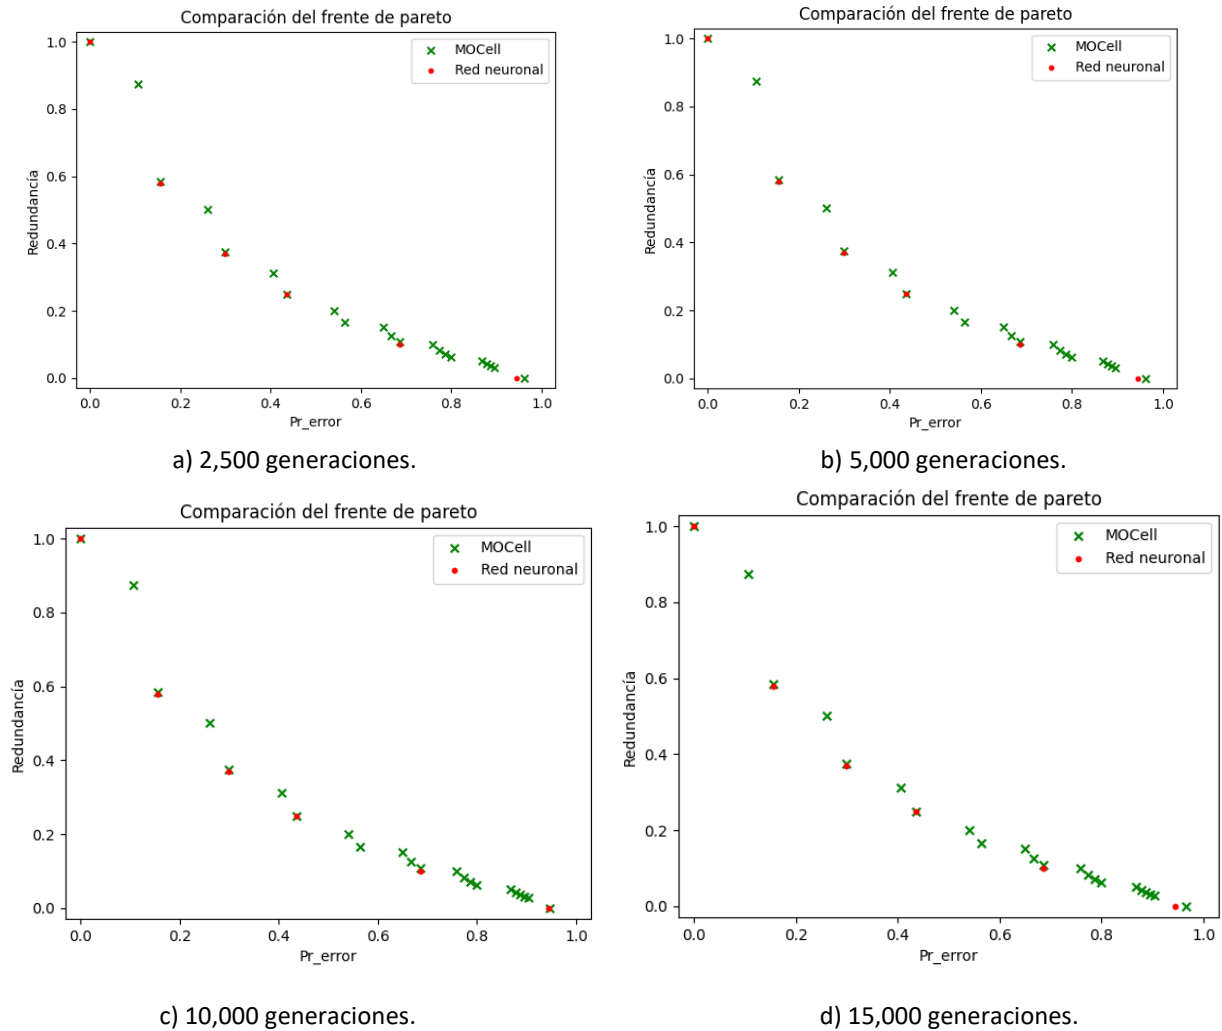 Comparación del frente de pareto
1.0
0.8
0.6
0.4
0.2
0.0
Redundancía
MOCell
Red neuronal
0.0 0.2 0.4 0.6 0.8 1.0
Pr_error
a) 2,500 generaciones.
Comparación del frente de pareto
1.0
0.8
0.6
0.4
0.2
0.0
Redundancía
MOCell
Red neuronal
0.0 0.2 0.4 0.6 0.8 1.0
Pr_error
b) 5,000 generaciones.
Comparación del frente de pareto
1.0
0.8
0.6
0.4
0.2
0.0
Redundancía
MOCell
Red neuronal
0.0 0.2 0.4 0.6 0.8 1.0
Pr_error
c) 10,000 generaciones.
Comparación del frente de pareto
1.0
0.8
0.6
0.4
0.2
0.0
Redundancía
MOCell
Red neuronal
0.0 0.2 0.4 0.6 0.8 1.0
Pr_error
d) 15,000 generaciones.